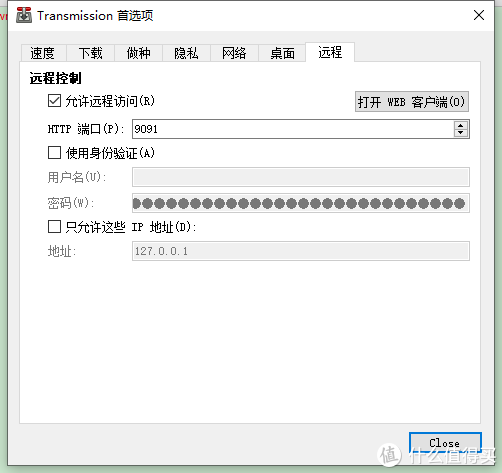 Transmission 首选项
速度 下载 做种 隐私 网络 桌面 远程
远程控制
允许远程访问(R) 打开 WEB 客户端(O)
HTTP 端口(P): 9091
使用身份验证(A)
用户名(U):
密码(W):
只允许这些 IP 地址(D):
地址: 127.0.0.1
Close
值 什么值得买